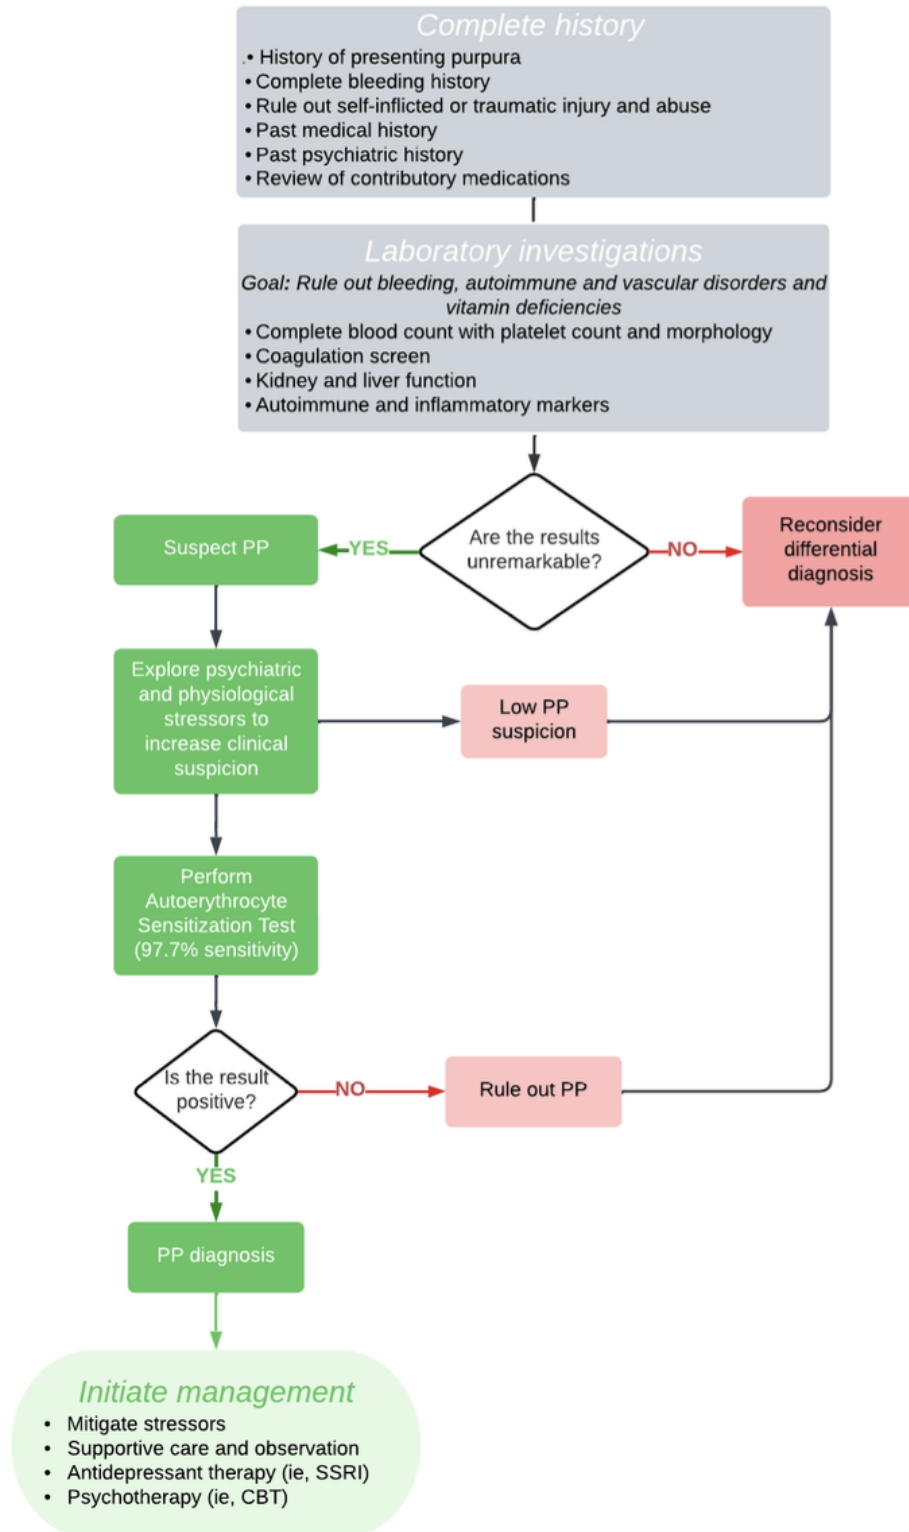 Complete history
.• History of presenting purpura
• Complete bleeding history
• Rule out self-inflicted or traumatic injury and abuse
• Past medical history
• Past psychiatric history
• Review of contributory medications
Laboratory investigations
Goal: Rule out bleeding, autoimmune and vascular disorders and
vitamin deficiencies
• Complete blood count with platelet count and morphology
• Coagulation screen
• Kidney and liver function
• Autoimmune and inflammatory markers
Are the results
unremarkable?
YES
NO
Suspect PP
Reconsider
differential
diagnosis
Explore psychiatric
and physiological
stressors to
increase clinical
suspicion
Low PP
suspicion
Perform
Autoerythrocyte
Sensitization Test
(97.7% sensitivity)
Is the result
positive?
NO
Rule out PP
YES
PP diagnosis
Initiate management
• Mitigate stressors
• Supportive care and observation
• Antidepressant therapy (ie, SSRI)
• Psychotherapy (ie, CBT)